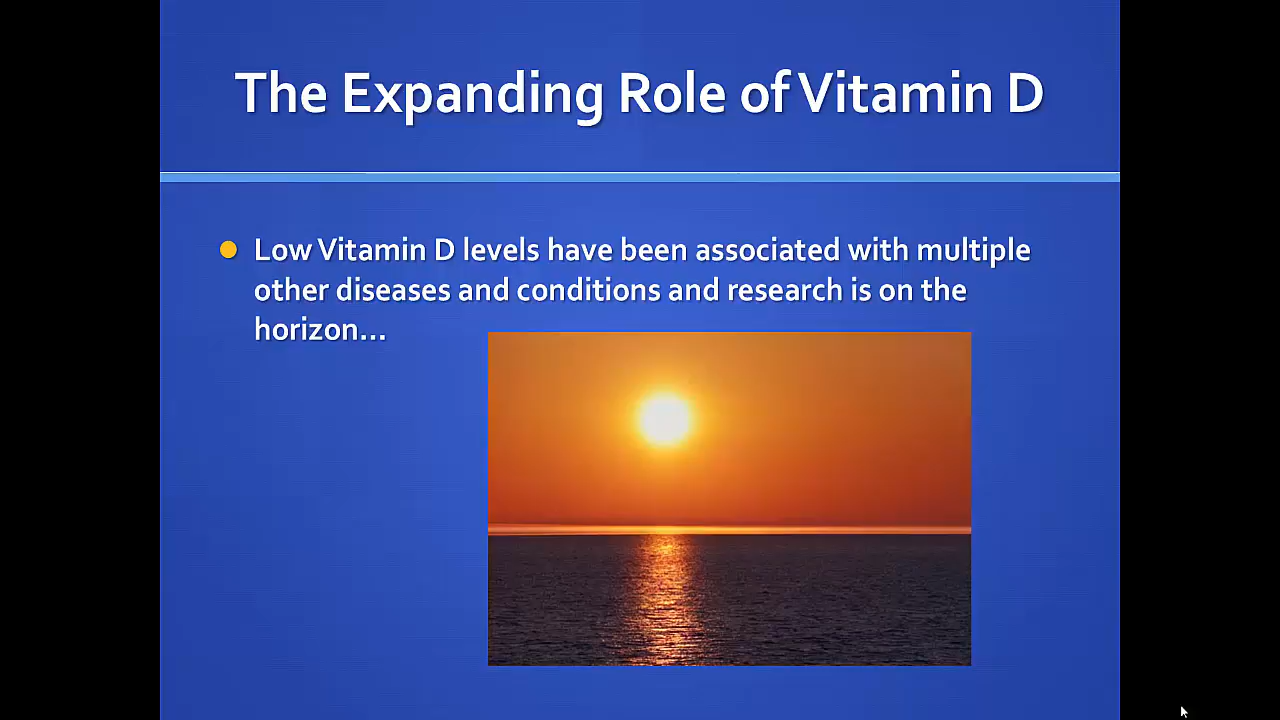 The Expanding Role of Vitamin D
Low Vitamin D levels have been associated with multiple
other diseases and conditions and research is on the
horizon...